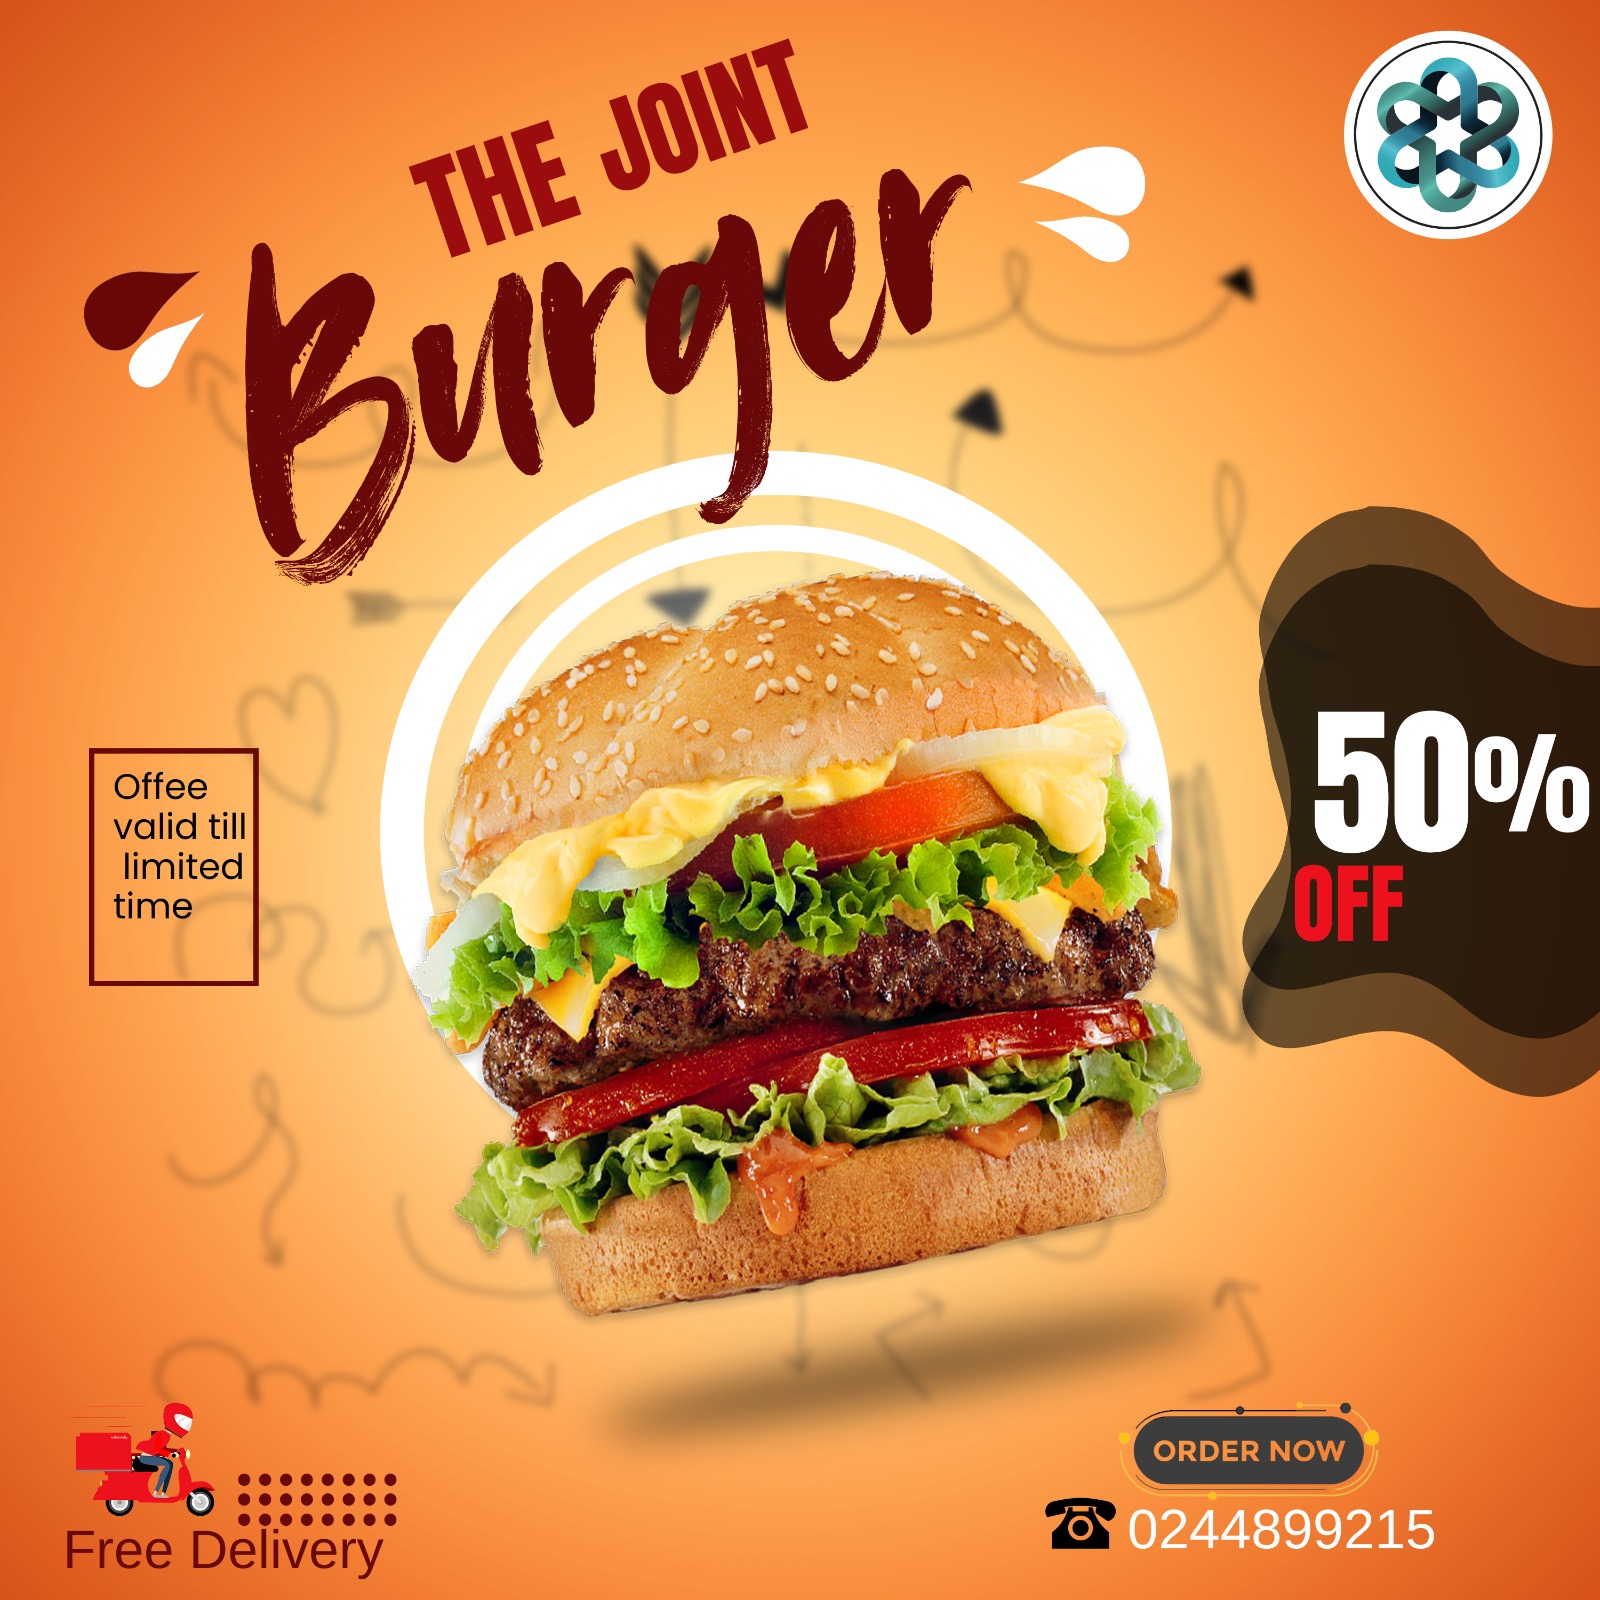 THE JOINT
Burger
50%
OFF
Offee
valid till
limited
time
ORDER NOW
Free Delivery
0244899215